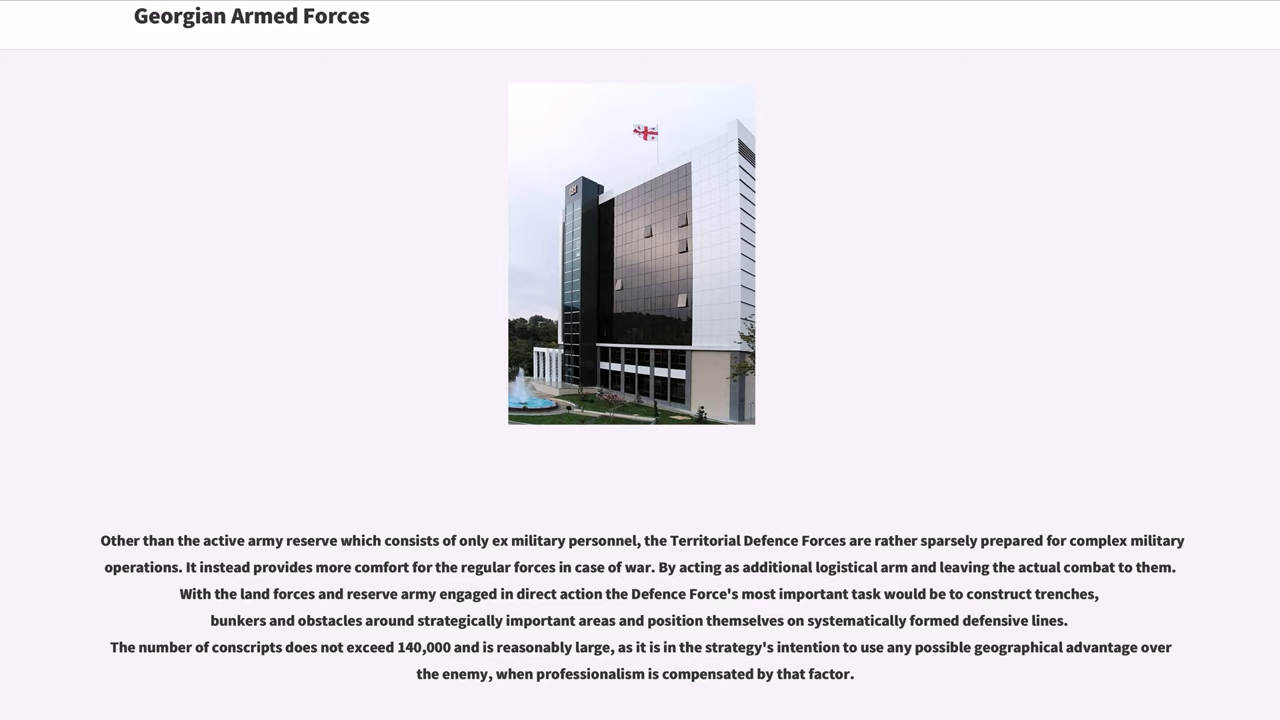 Georgian Armed Forces
Other than the active army reserve which consists of only ex military personnel, the Territorial Defence Forces are rather sparsely prepared for complex military
operations. It instead provides more comfort for the regular forces in case of war. By acting as additional logistical arm and leaving the actual combat to them.
With the land forces and reserve army engaged in direct action the Defence Force's most important task would be to construct trenches,
bunkers and obstacles around strategically important areas and position themselves on systematically formed defensive lines.
The number of conscripts does not exceed 140,000 and is reasonably large, as it is in the strategy's intention to use any possible geographical advantage over
the enemy, when professionalism is compensated by that factor.